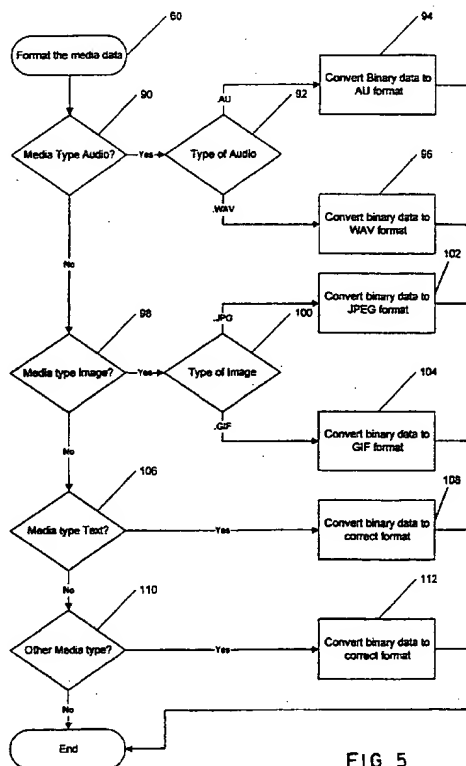 60
94
Format the media data
Convert Binary data to
AU format
90
92
.AU
Media Type Audio?
Yes
Type of Audio
96
.WAV
Convert binary data to
WAV format
No
102
98
.JPG
100
Convert binary data to
JPEG format
Media type Image?
Yes
Type of Image
104
.GIF
Convert binary data to
GIF format
No
106
108
Media type Text?
Yes
Convert binary data to
correct format
No
110
112
Other Media type?
Yes
Convert binary data to
correct format
No
End
FIG 5